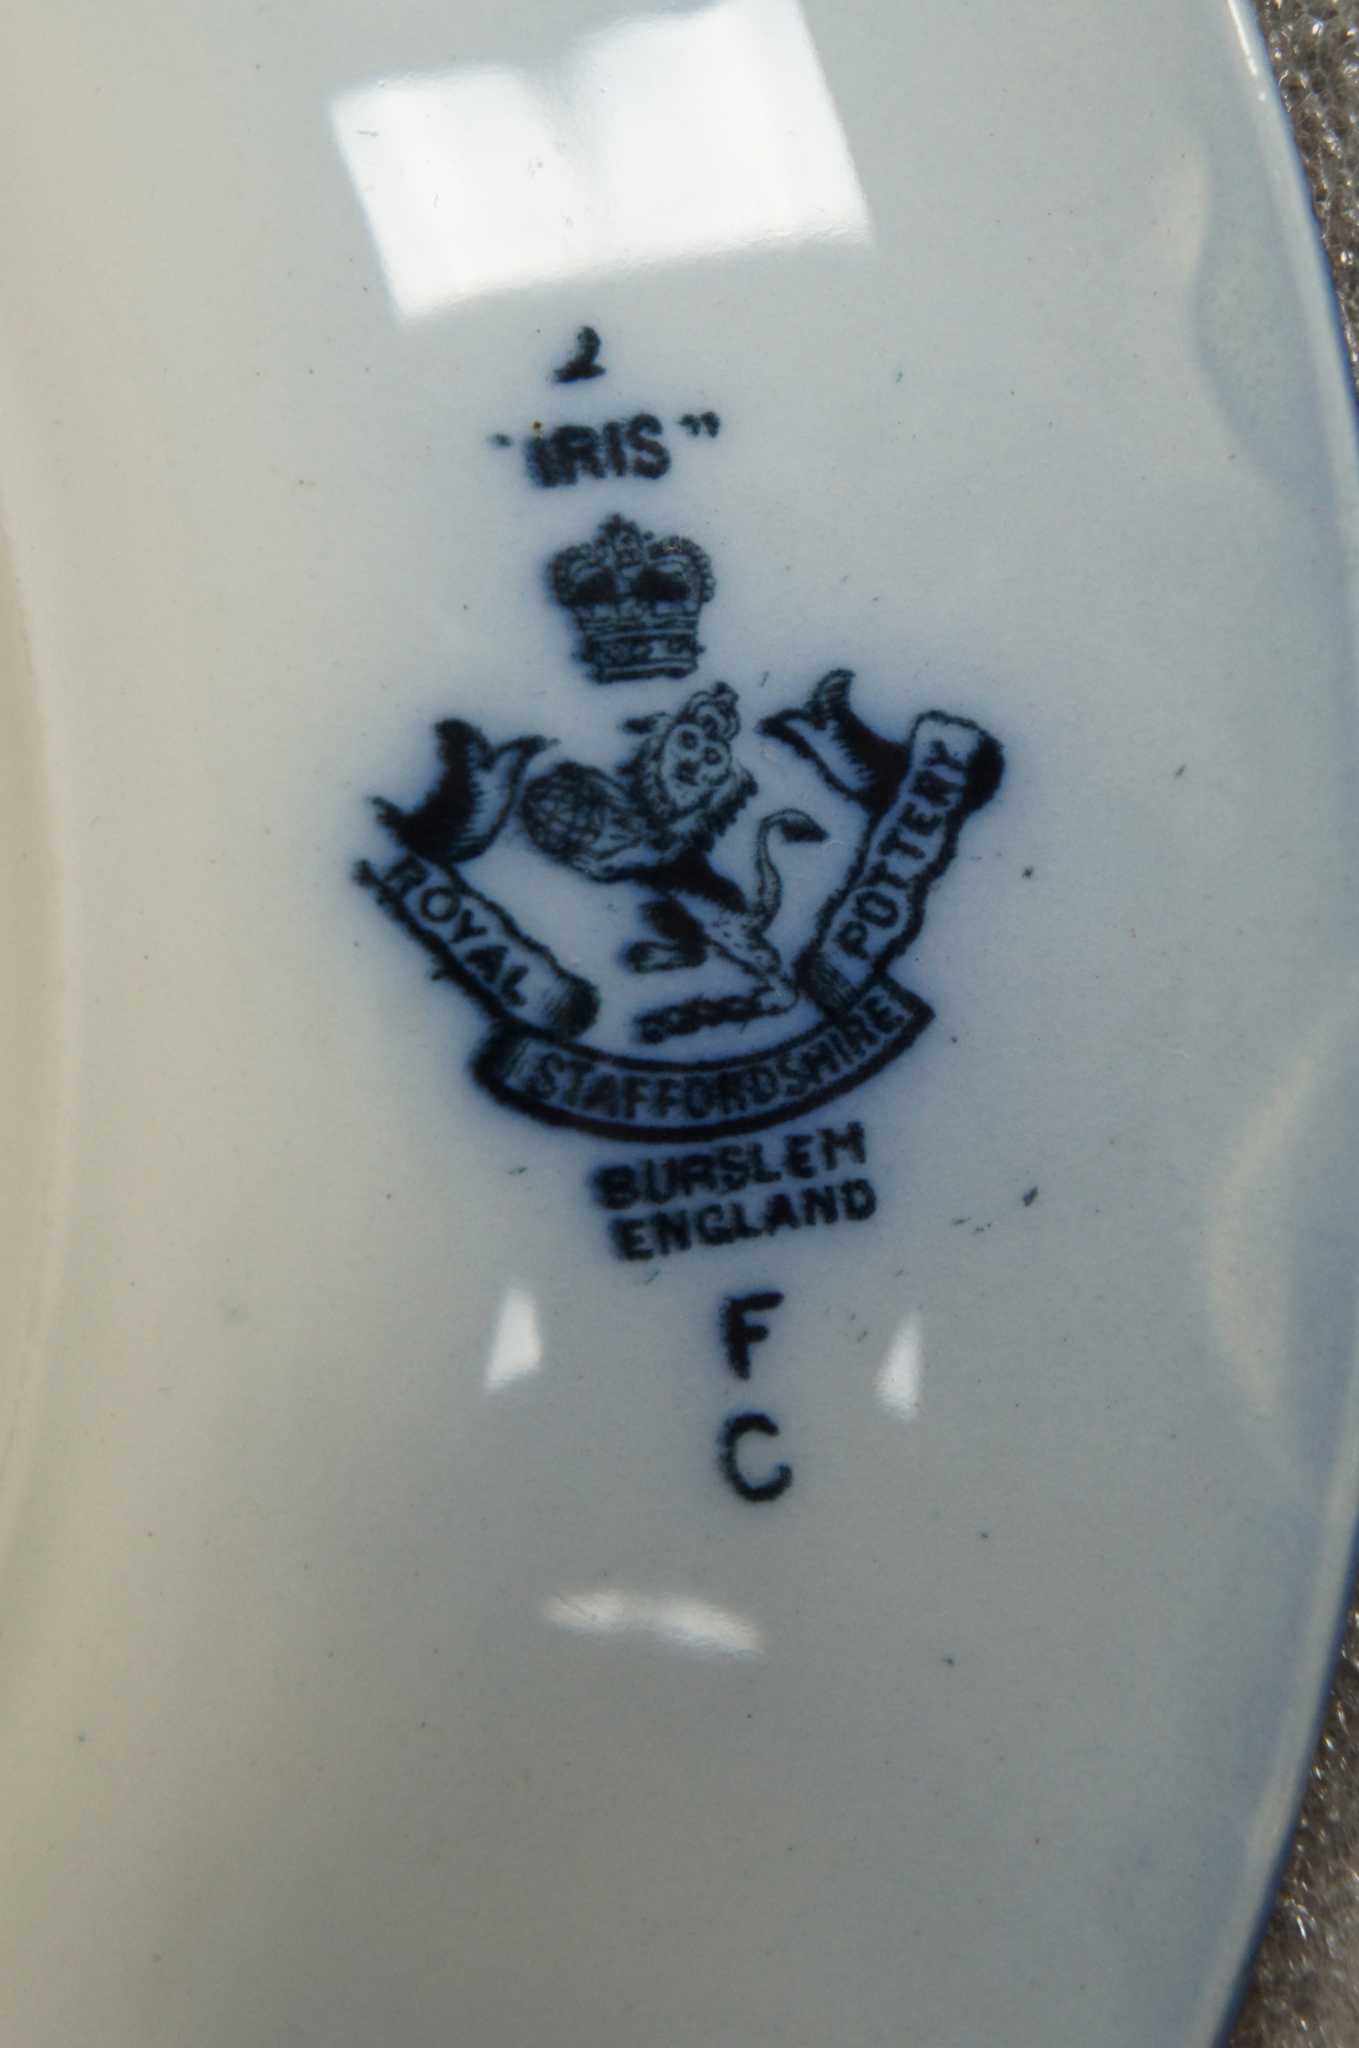 2
"IRIS"
ROYAL
STAFFORDSHIRE
POTTERY
BURSLEM
ENGLAND
F
C